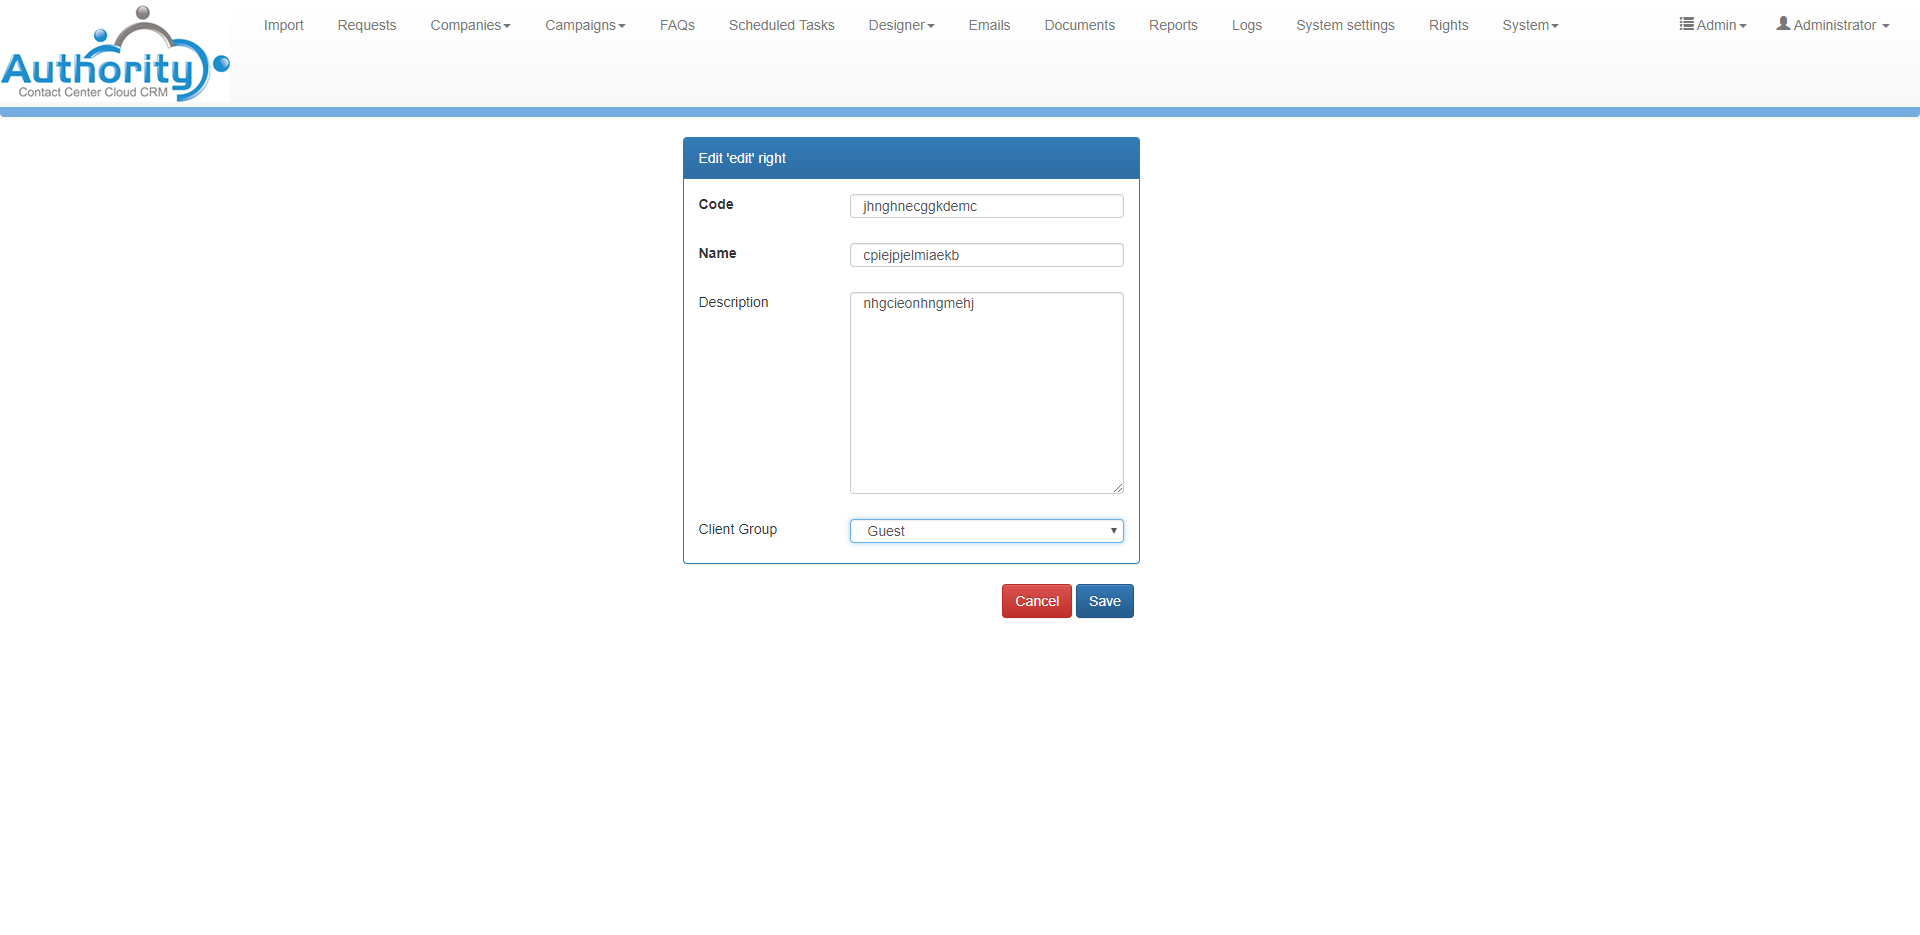 Authority
Contact Center Cloud CRM
Import Requests Companies Campaigns FAQs Scheduled Tasks Designer Emails Documents Reports Logs System settings Rights System Admin Administrator
Edit 'edit' right
Code jhnghnecggkdemc
Name cpiejpjelmiaekb
Description nhgcieonhngmehj
Client Group Guest
Cancel Save